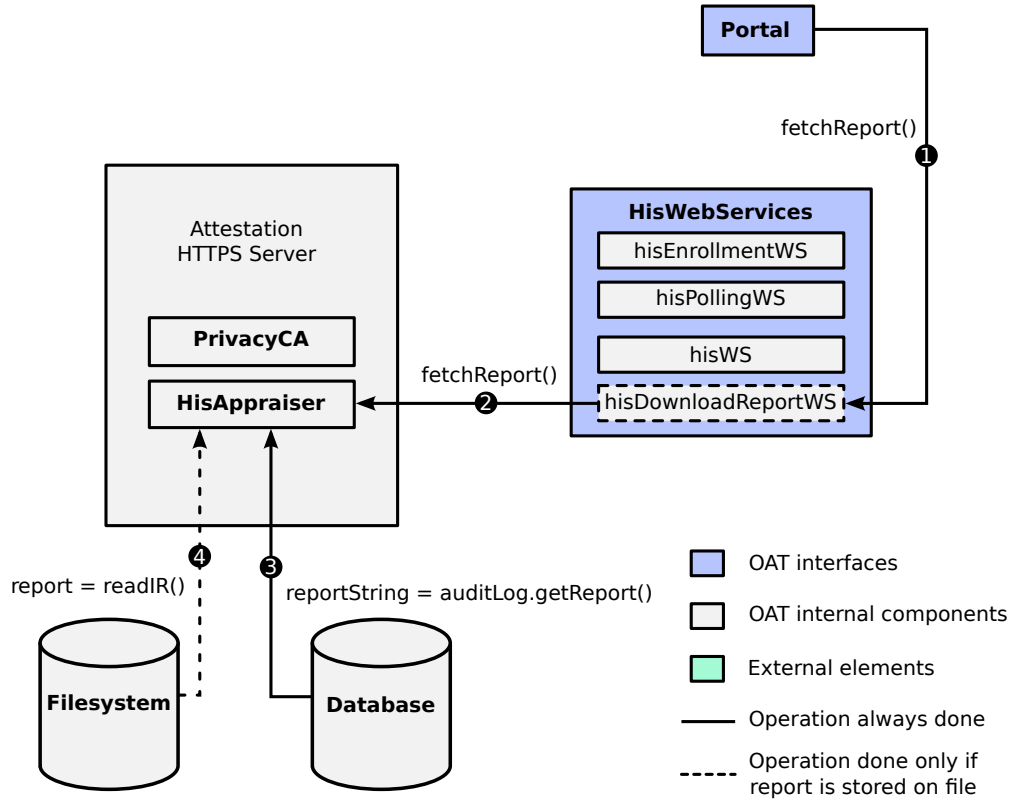 Portal
fetchReport()
1
Attestation
HTTPS Server
PrivacyCA
HisAppraiser
HisWebServices
hisEnrollmentWS
hisPollingWS
hisWS
hisDownloadReportWS
fetchReport()
2
4
3
report = readIR()
reportString = auditLog.getReport()
Filesystem
Database
OAT interfaces
OAT internal components
External elements
Operation always done
Operation done only if
report is stored on file